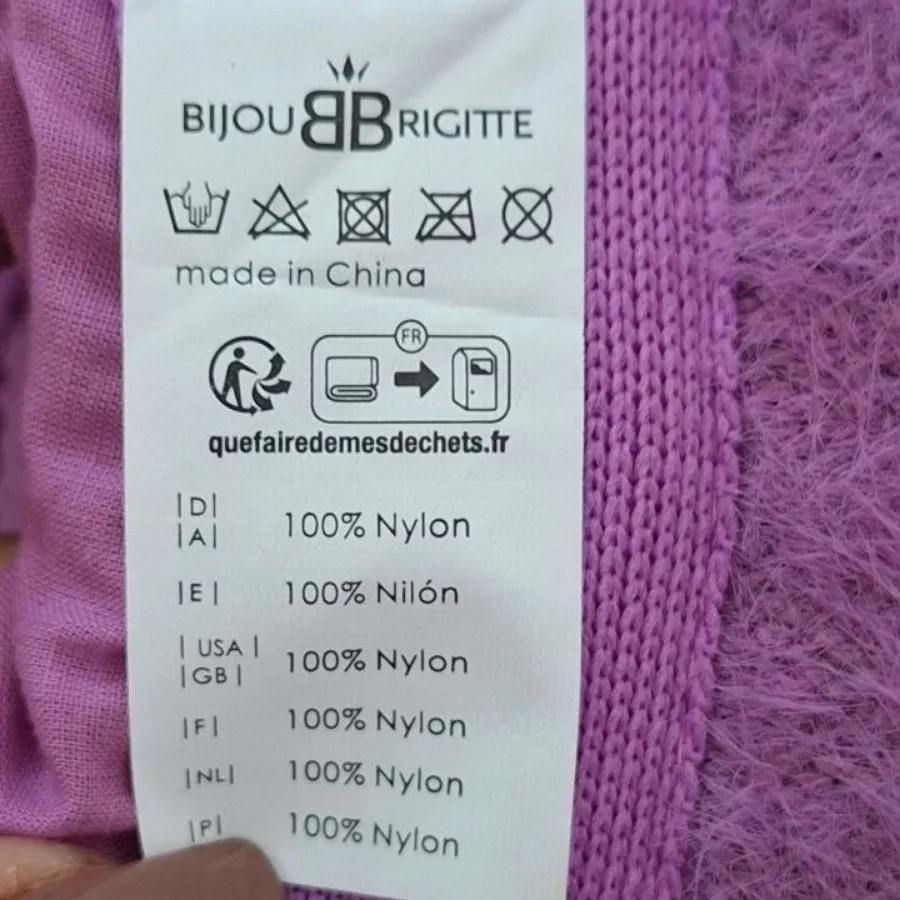 BIJOU BRIGITTE
made in China
FR
quefairedemesdechets.fr
|D|
|A| 100% Nylon
|E| 100% Nilón
|USA|
|GB| 100% Nylon
|F| 100% Nylon
|NL| 100% Nylon
|P| 100% Nylon